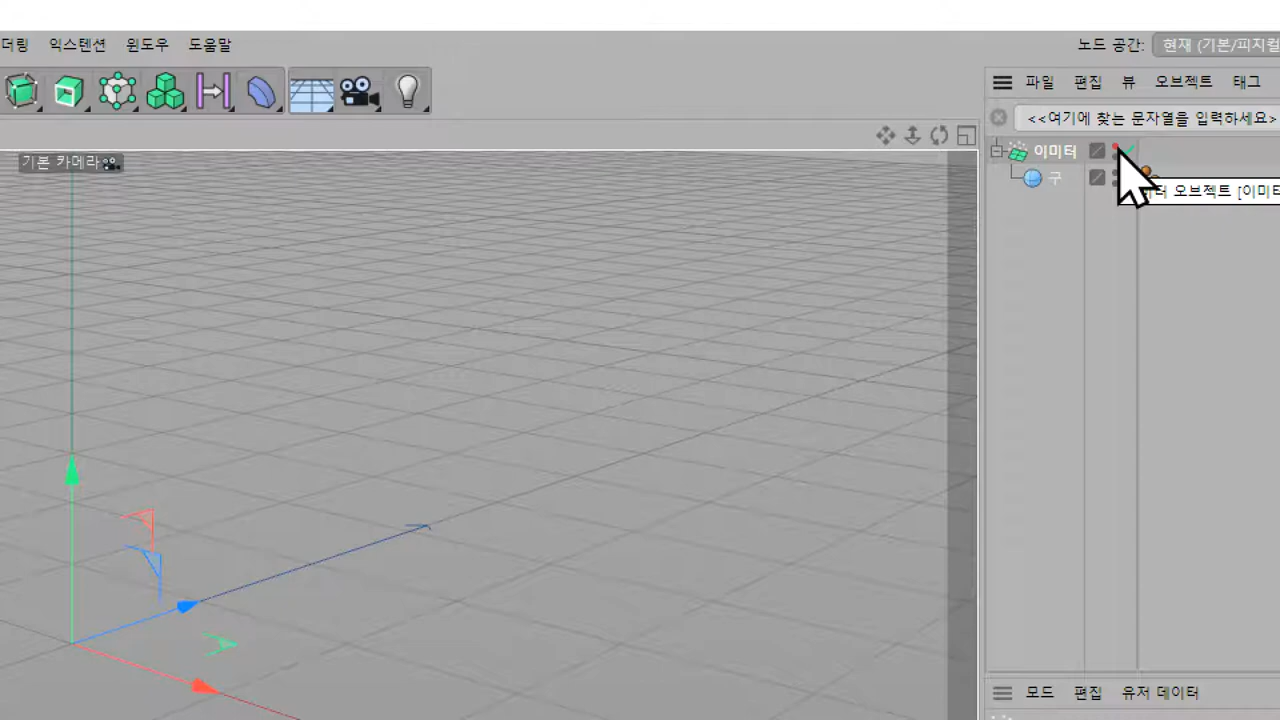 더링 익스텐션 윈도우 도움말
노드 공간: 현재 (기본/피지컬
파일 편집 뷰 오브젝트 태그
<<여기에 찾는 문자열을 입력하세요>
기본 카메라
이미터
구
터 오브젝트 [이미터
모드 편집 유저 데이터